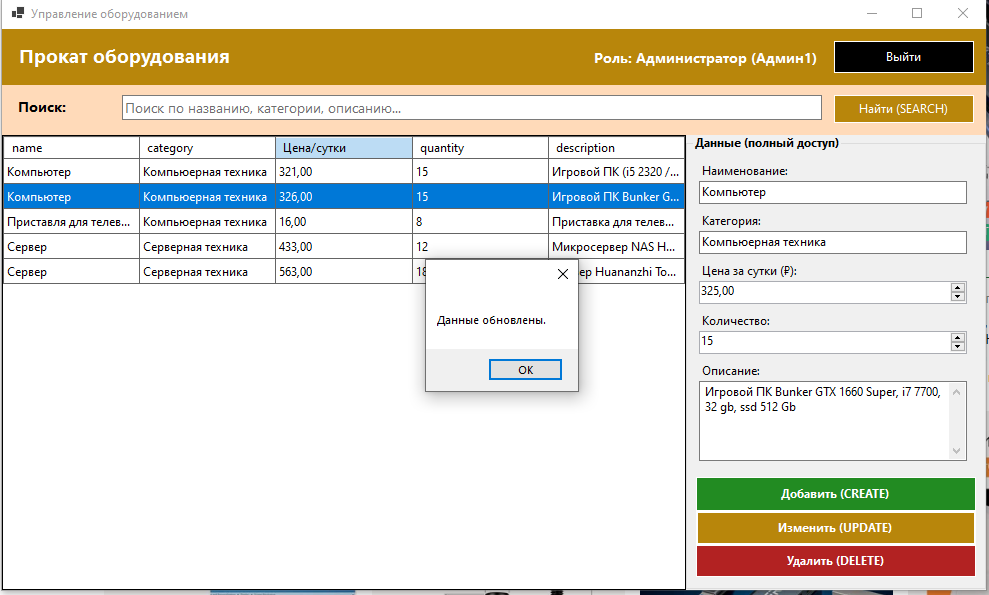 Управление оборудованием
Прокат оборудования
Роль: Администратор (Админ1)
Выйти
Поиск:
Поиск по названию, категории, описанию...
Найти (SEARCH)
name category Цена/сутки quantity description
Компьютер Компьюерная техника 321,00 15 Игровой ПК (i5 2320 /...
Компьютер Компьюерная техника 326,00 15 Игровой ПК Bunker G...
Приставля для телев... Компьюерная техника 16,00 8 Приставка для телев...
Сервер Серверная техника 433,00 12 Микросервер NAS H...
Сервер Серверная техника 563,00 Huananzhi To...
Данные обновлены.
OK
Данные (полный доступ)
Наименование:
Компьютер
Категория:
Компьюерная техника
Цена за сутки (₽):
325,00
Количество:
15
Описание:
Игровой ПК Bunker GTX 1660 Super, i7 7700,
32 gb, ssd 512 Gb
Добавить (CREATE)
Изменить (UPDATE)
Удалить (DELETE)